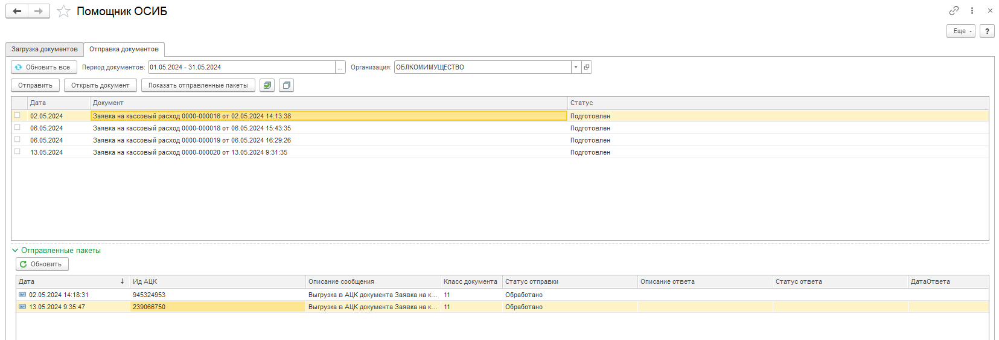 Помощник ОСИБ
Еще ?
Загрузка документов Отправка документов
Обновить все Период документов: 01.05.2024 - 31.05.2024 ... Организация: ОБЛКОМИМУЩЕСТВО
Отправить Открыть документ Показать отправленные пакеты
Дата Документ Статус
02.05.2024 Заявка на кассовый расход 0000-000016 от 02.05.2024 14:13:38 Подготовлен
06.05.2024 Заявка на кассовый расход 0000-000018 от 06.05.2024 15:43:35 Подготовлен
06.05.2024 Заявка на кассовый расход 0000-000019 от 06.05.2024 16:29:26 Подготовлен
13.05.2024 Заявка на кассовый расход 0000-000020 от 13.05.2024 9:31:35 Подготовлен
Отправленные пакеты
Обновить
Дата Ид АЦК Описание сообщения Класс документа Статус отправки Описание ответа Статус ответа ДатаОтвета
02.05.2024 14:18:31 945324953 Выгрузка в АЦК документа Заявка на к... 11 Обработано
13.05.2024 9:35:47 239066750 Выгрузка в АЦК документа Заявка на к... 11 Обработано